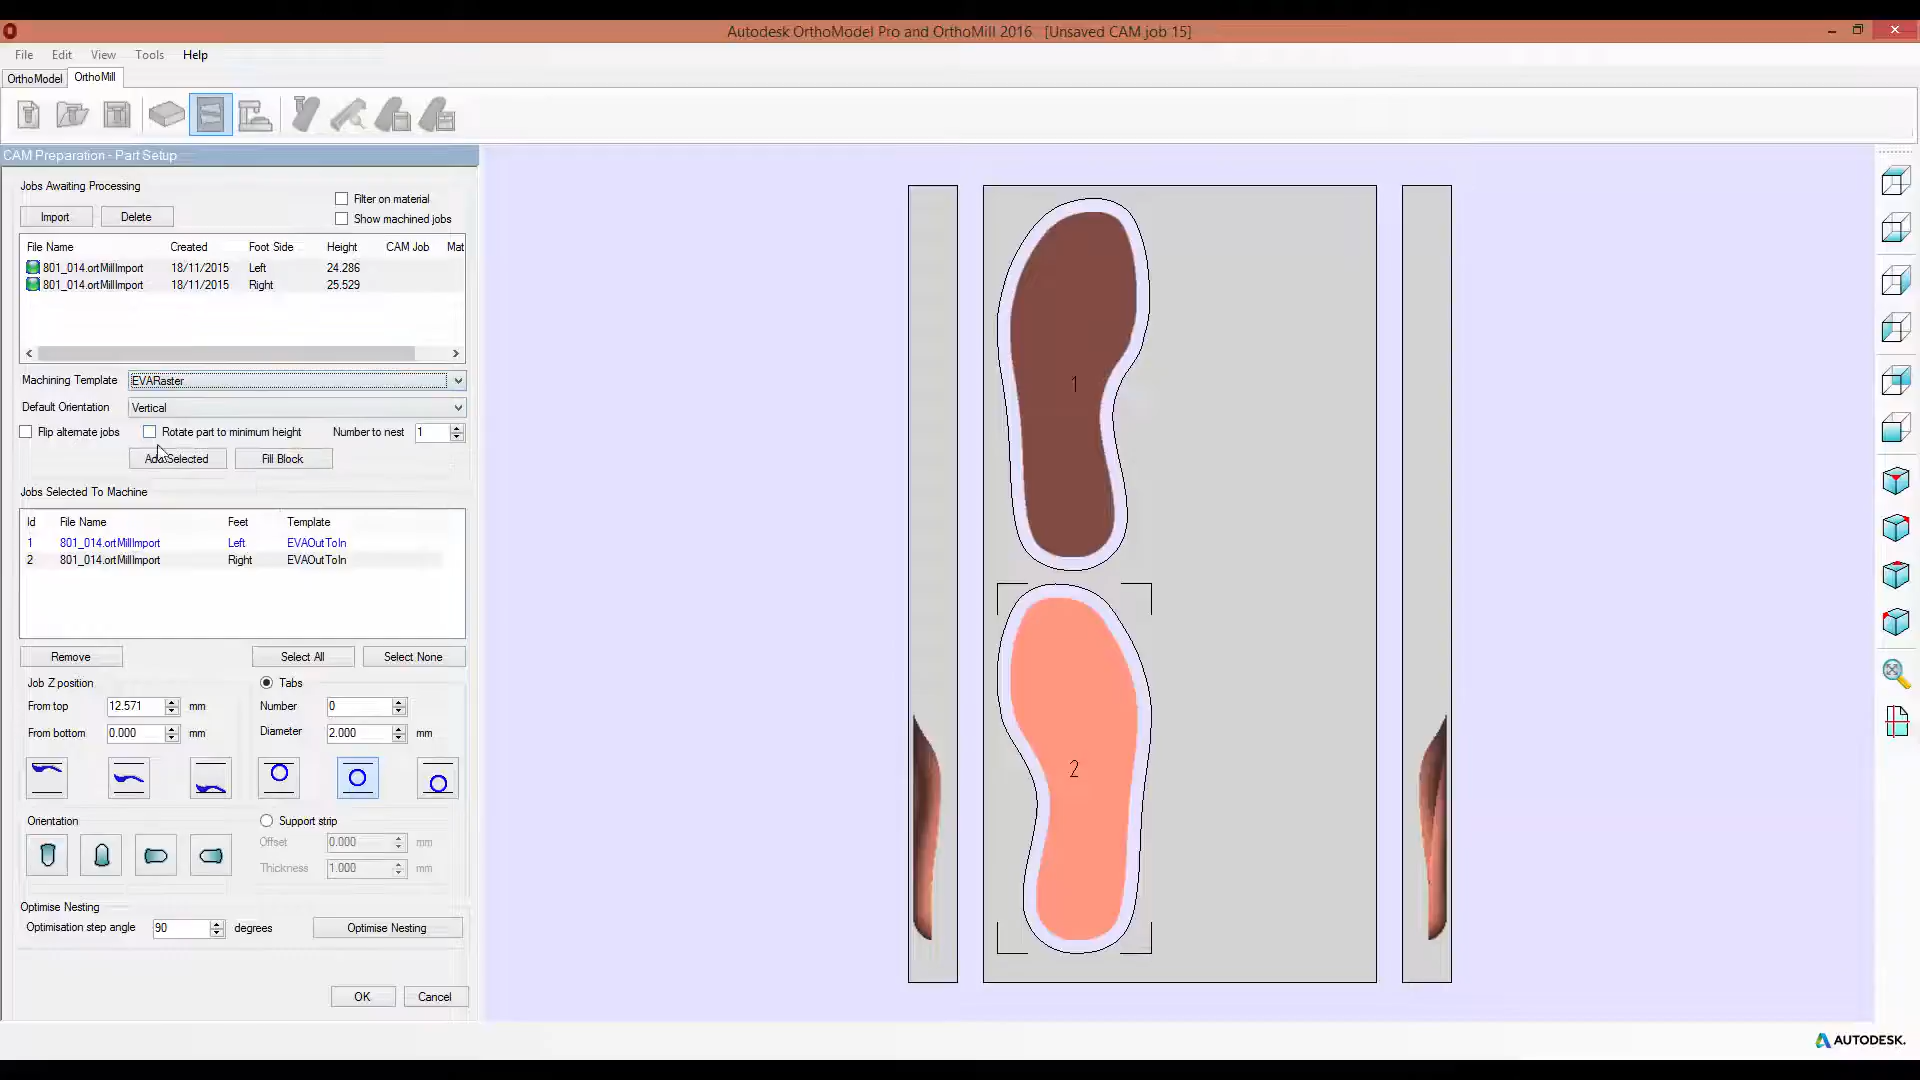 Autodesk OrthoModel Pro and OrthoMill 2016 [Unsaved CAM job 15]
File Edit View Tools Help
OrthoModel OrthoMill
CAM Preparation - Part Setup
Jobs Awaiting Processing
Filter on material
Import Delete Show machined jobs
File Name Created Foot Side Height CAM Job Mat
801_014.ortMillImport 18/11/2015 Left 24.286
801_014.ortMillImport 18/11/2015 Right 25.529
Machining Template EVARaster
Default Orientation Vertical
Flip alternate jobs Rotate part to minimum height Number to nest 1
Add Selected Fill Block
Jobs Selected To Machine
Id File Name Feet Template
1 801_014.ortMillImport Left EVAOutToIn
2 801_014.ortMillImport Right EVAOutToIn
Remove Select All Select None
Job Z position Tabs
From top 12.571 mm Number 0
From bottom 0.000 mm Diameter 2.000 mm
Orientation Support strip
Offset 0.000 mm
Thickness 1.000 mm
Optimise Nesting
Optimisation step angle 90 degrees Optimise Nesting
OK Cancel
1
2
AUTODESK.